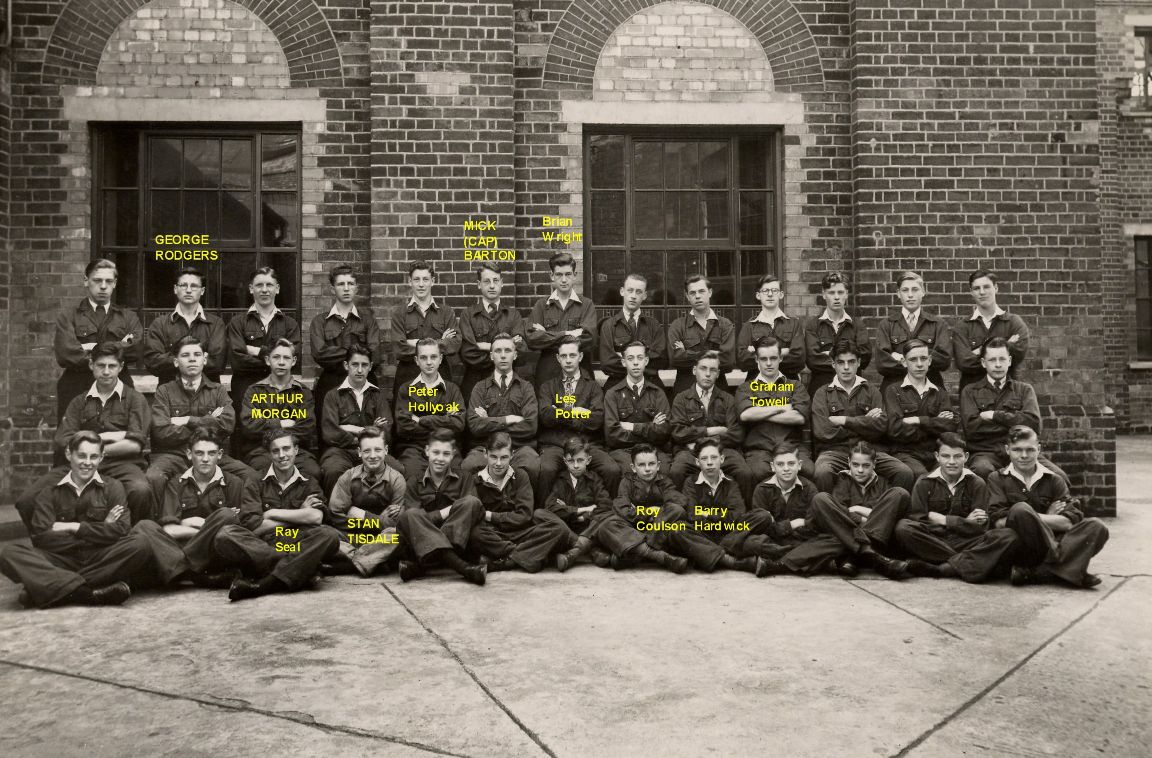 GEORGE
RODGERS
MICK
(CAP)
BARTON
Brian
Wright
ARTHUR
MORGAN
Peter
Hollyoak
Les
Potter
Graham
Towell
Ray
Seal
STAN
TISDALE
Roy
Coulson
Barry
Hardwick